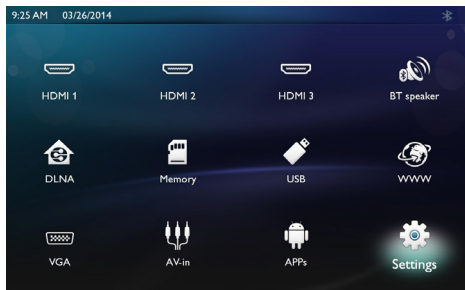 9:25 AM 03/26/2014
HDMI 1 HDMI 2 HDMI 3 BT speaker
DLNA Memory USB WWW
VGA AV-in APPs Settings